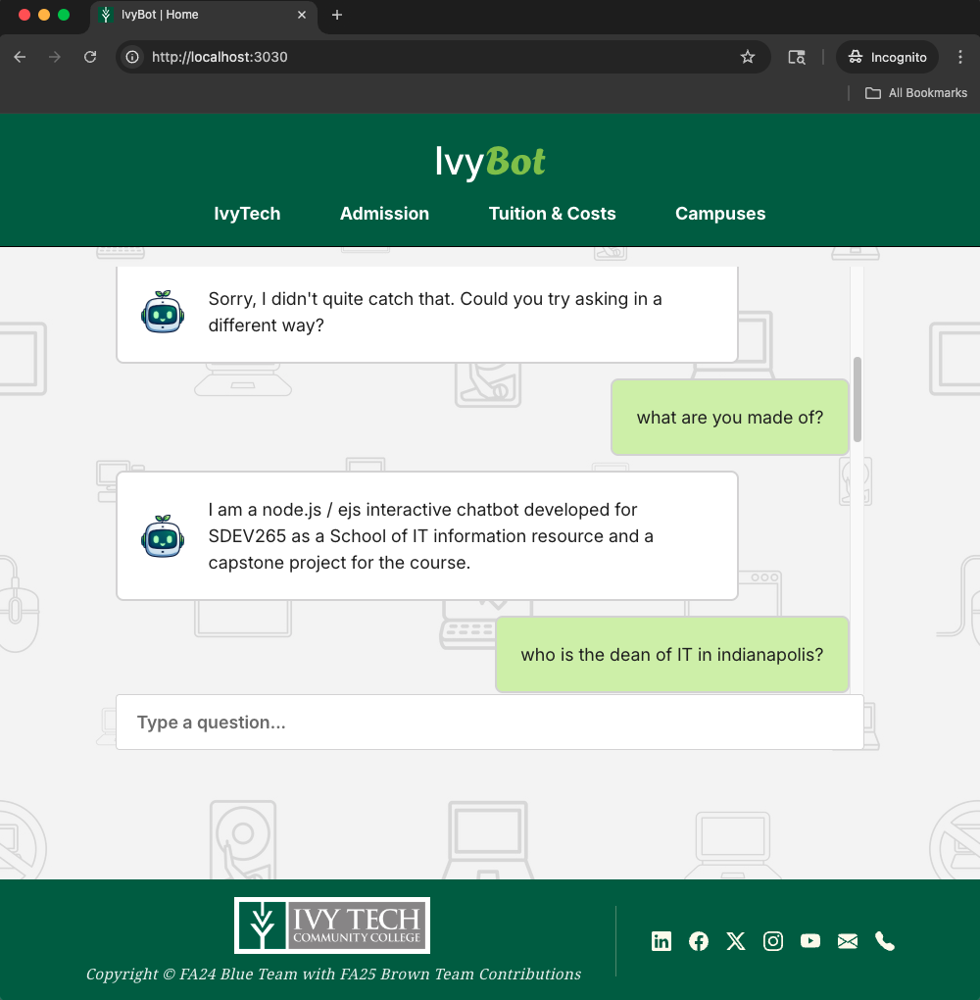 IvyBot | Home
http://localhost:3030
Incognito
All Bookmarks
IvyBot
IvyTech Admission Tuition & Costs Campuses
Sorry, I didn't quite catch that. Could you try asking in a
different way?
what are you made of?
I am a node.js / ejs interactive chatbot developed for
SDEV265 as a School of IT information resource and a
capstone project for the course.
who is the dean of IT in indianapolis?
Type a question...
IVY TECH
COMMUNITY COLLEGE
Copyright © FA24 Blue Team with FA25 Brown Team Contributions